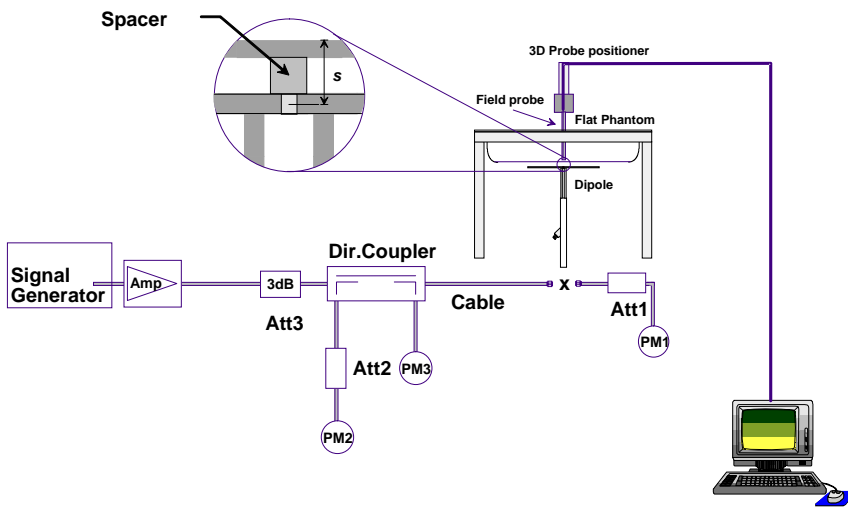 Spacer
s
3D Probe positioner
Field probe
Flat Phantom
Dipole
Signal
Generator
Amp
3dB
Att3
Dir.Coupler
Cable
x
Att1
PM1
Att2
PM3
PM2